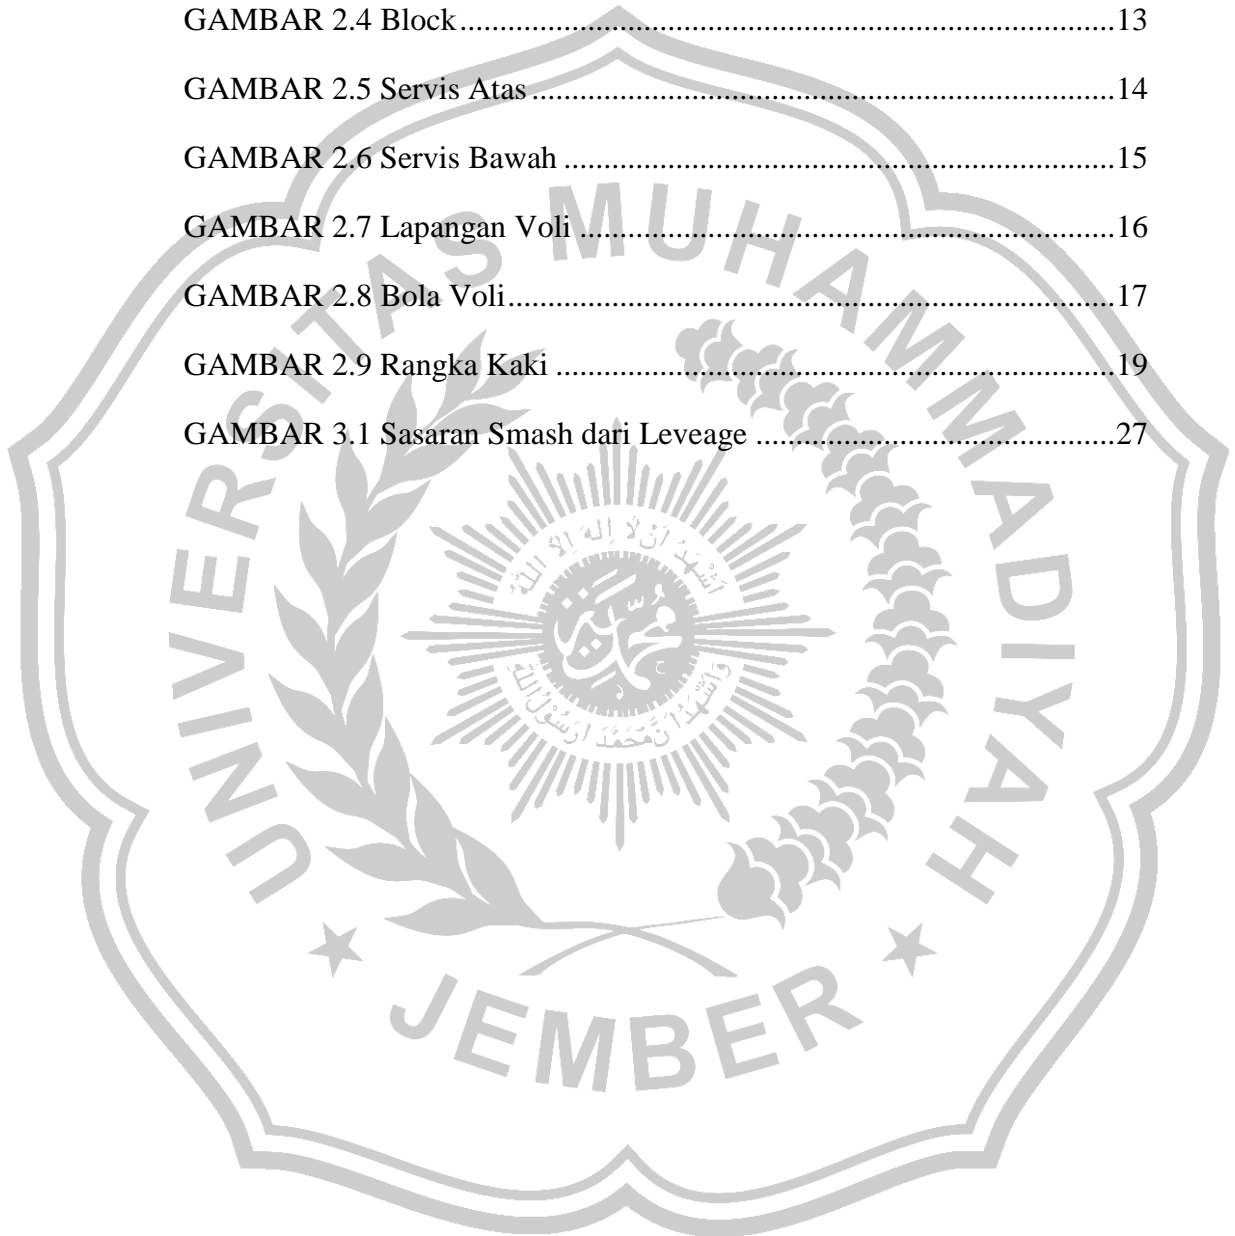 GAMBAR 2.4 Block..........................................................................................13
GAMBAR 2.5 Servis Atas................................................................................14
GAMBAR 2.6 Servis Bawah............................................................................15
GAMBAR 2.7 Lapangan Voli..........................................................................16
GAMBAR 2.8 Bola Voli...................................................................................17
GAMBAR 2.9 Rangka Kaki.............................................................................19
GAMBAR 3.1 Sasaran Smash dari Leveage....................................................27
UNIVERSITAS MUHAMMADIYAH
JEMBER
محمد